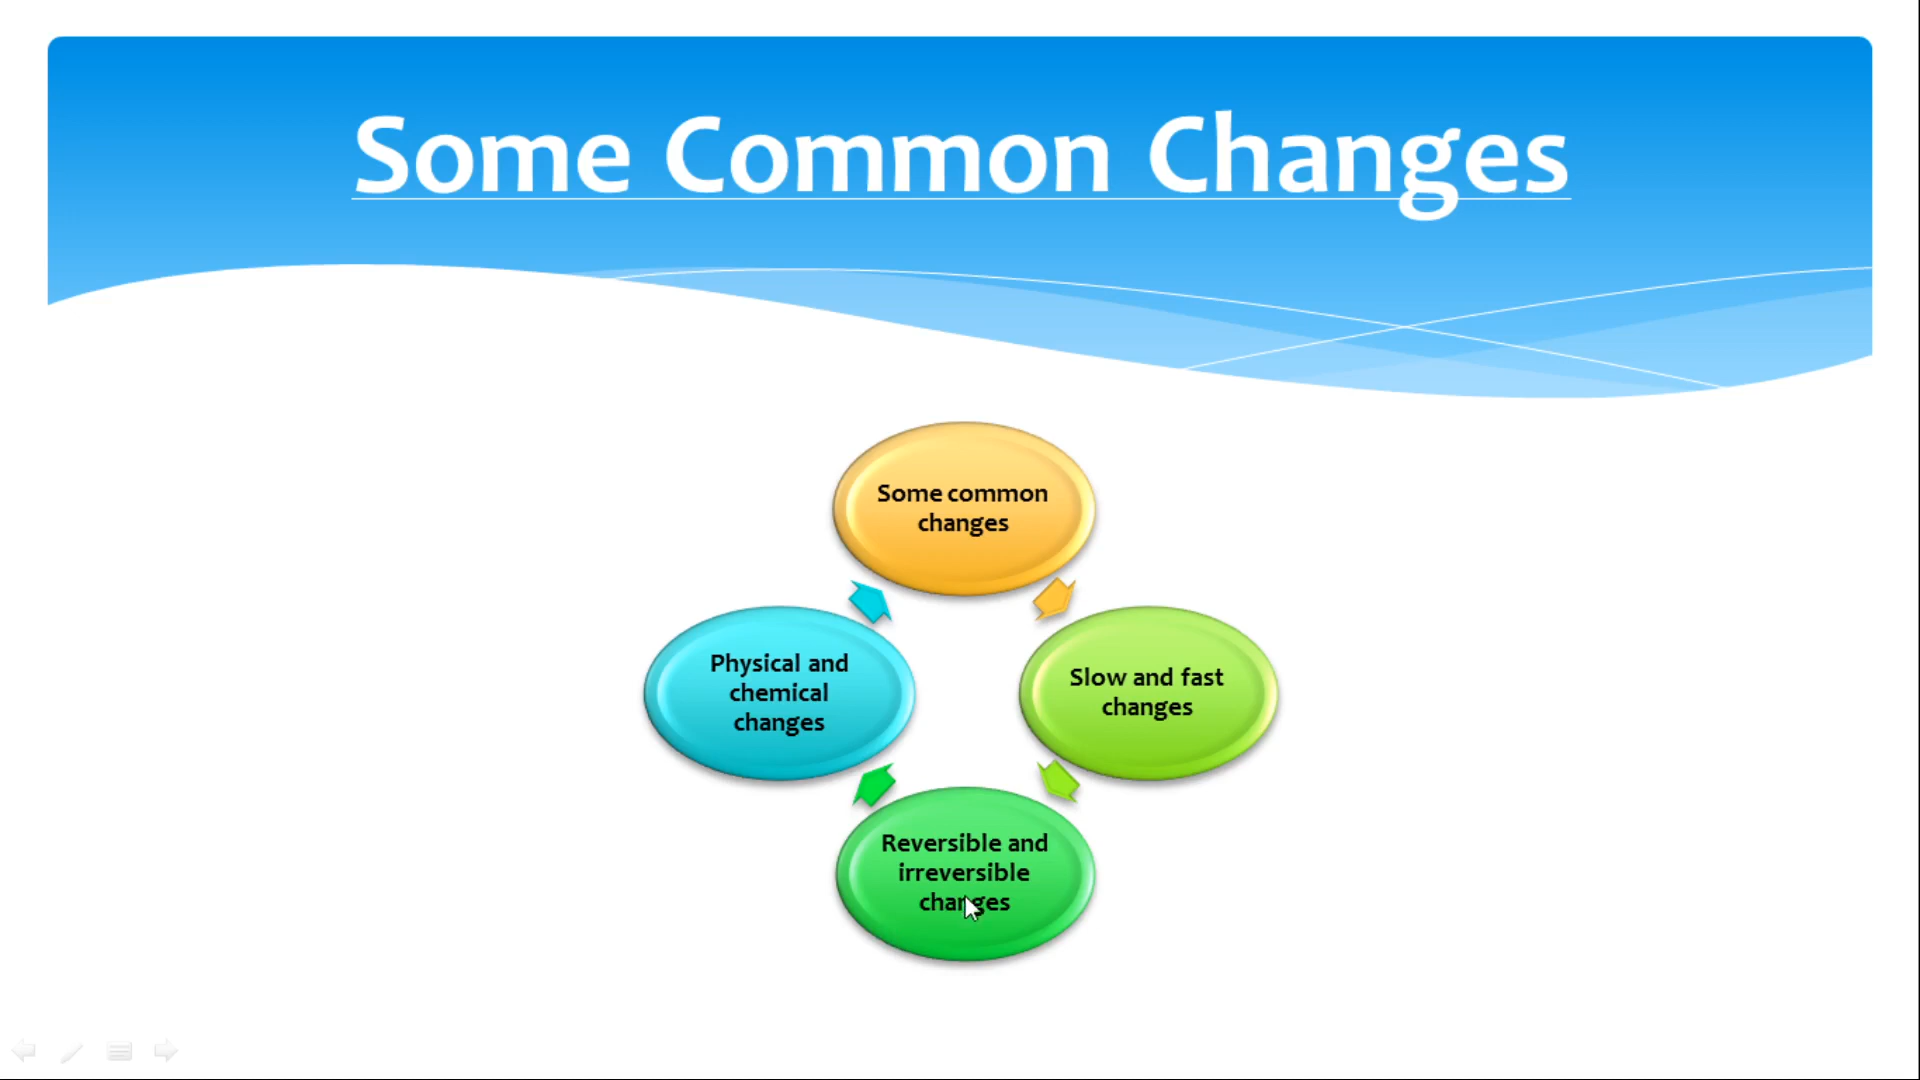 Some Common Changes
Some common
changes
Slow and fast
changes
Reversible and
irreversible
changes
Physical and
chemical
changes